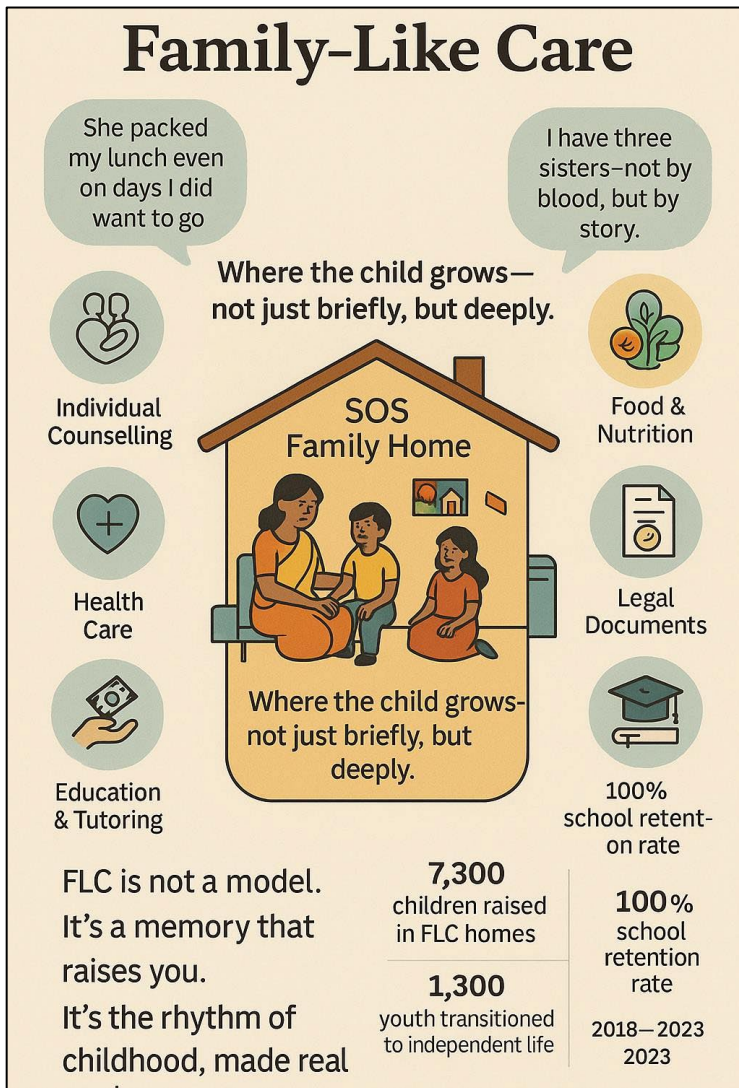 Family-Like Care
She packed
my lunch even
on days I did
want to go
I have three
sisters–not by
blood, but by
story.
Where the child grows—
not just briefly, but deeply.
Individual
Counselling
Health
Care
Education
& Tutoring
SOS
Family Home
Where the child grows-
not just briefly, but
deeply.
Food &
Nutrition
Legal
Documents
100%
school retent-
on rate
FLC is not a model.
It's a memory that
raises you.
It's the rhythm of
childhood, made real
7,300
children raised
in FLC homes
1,300
youth transitioned
to independent life
100%
school
retention
rate
2018—2023
2023